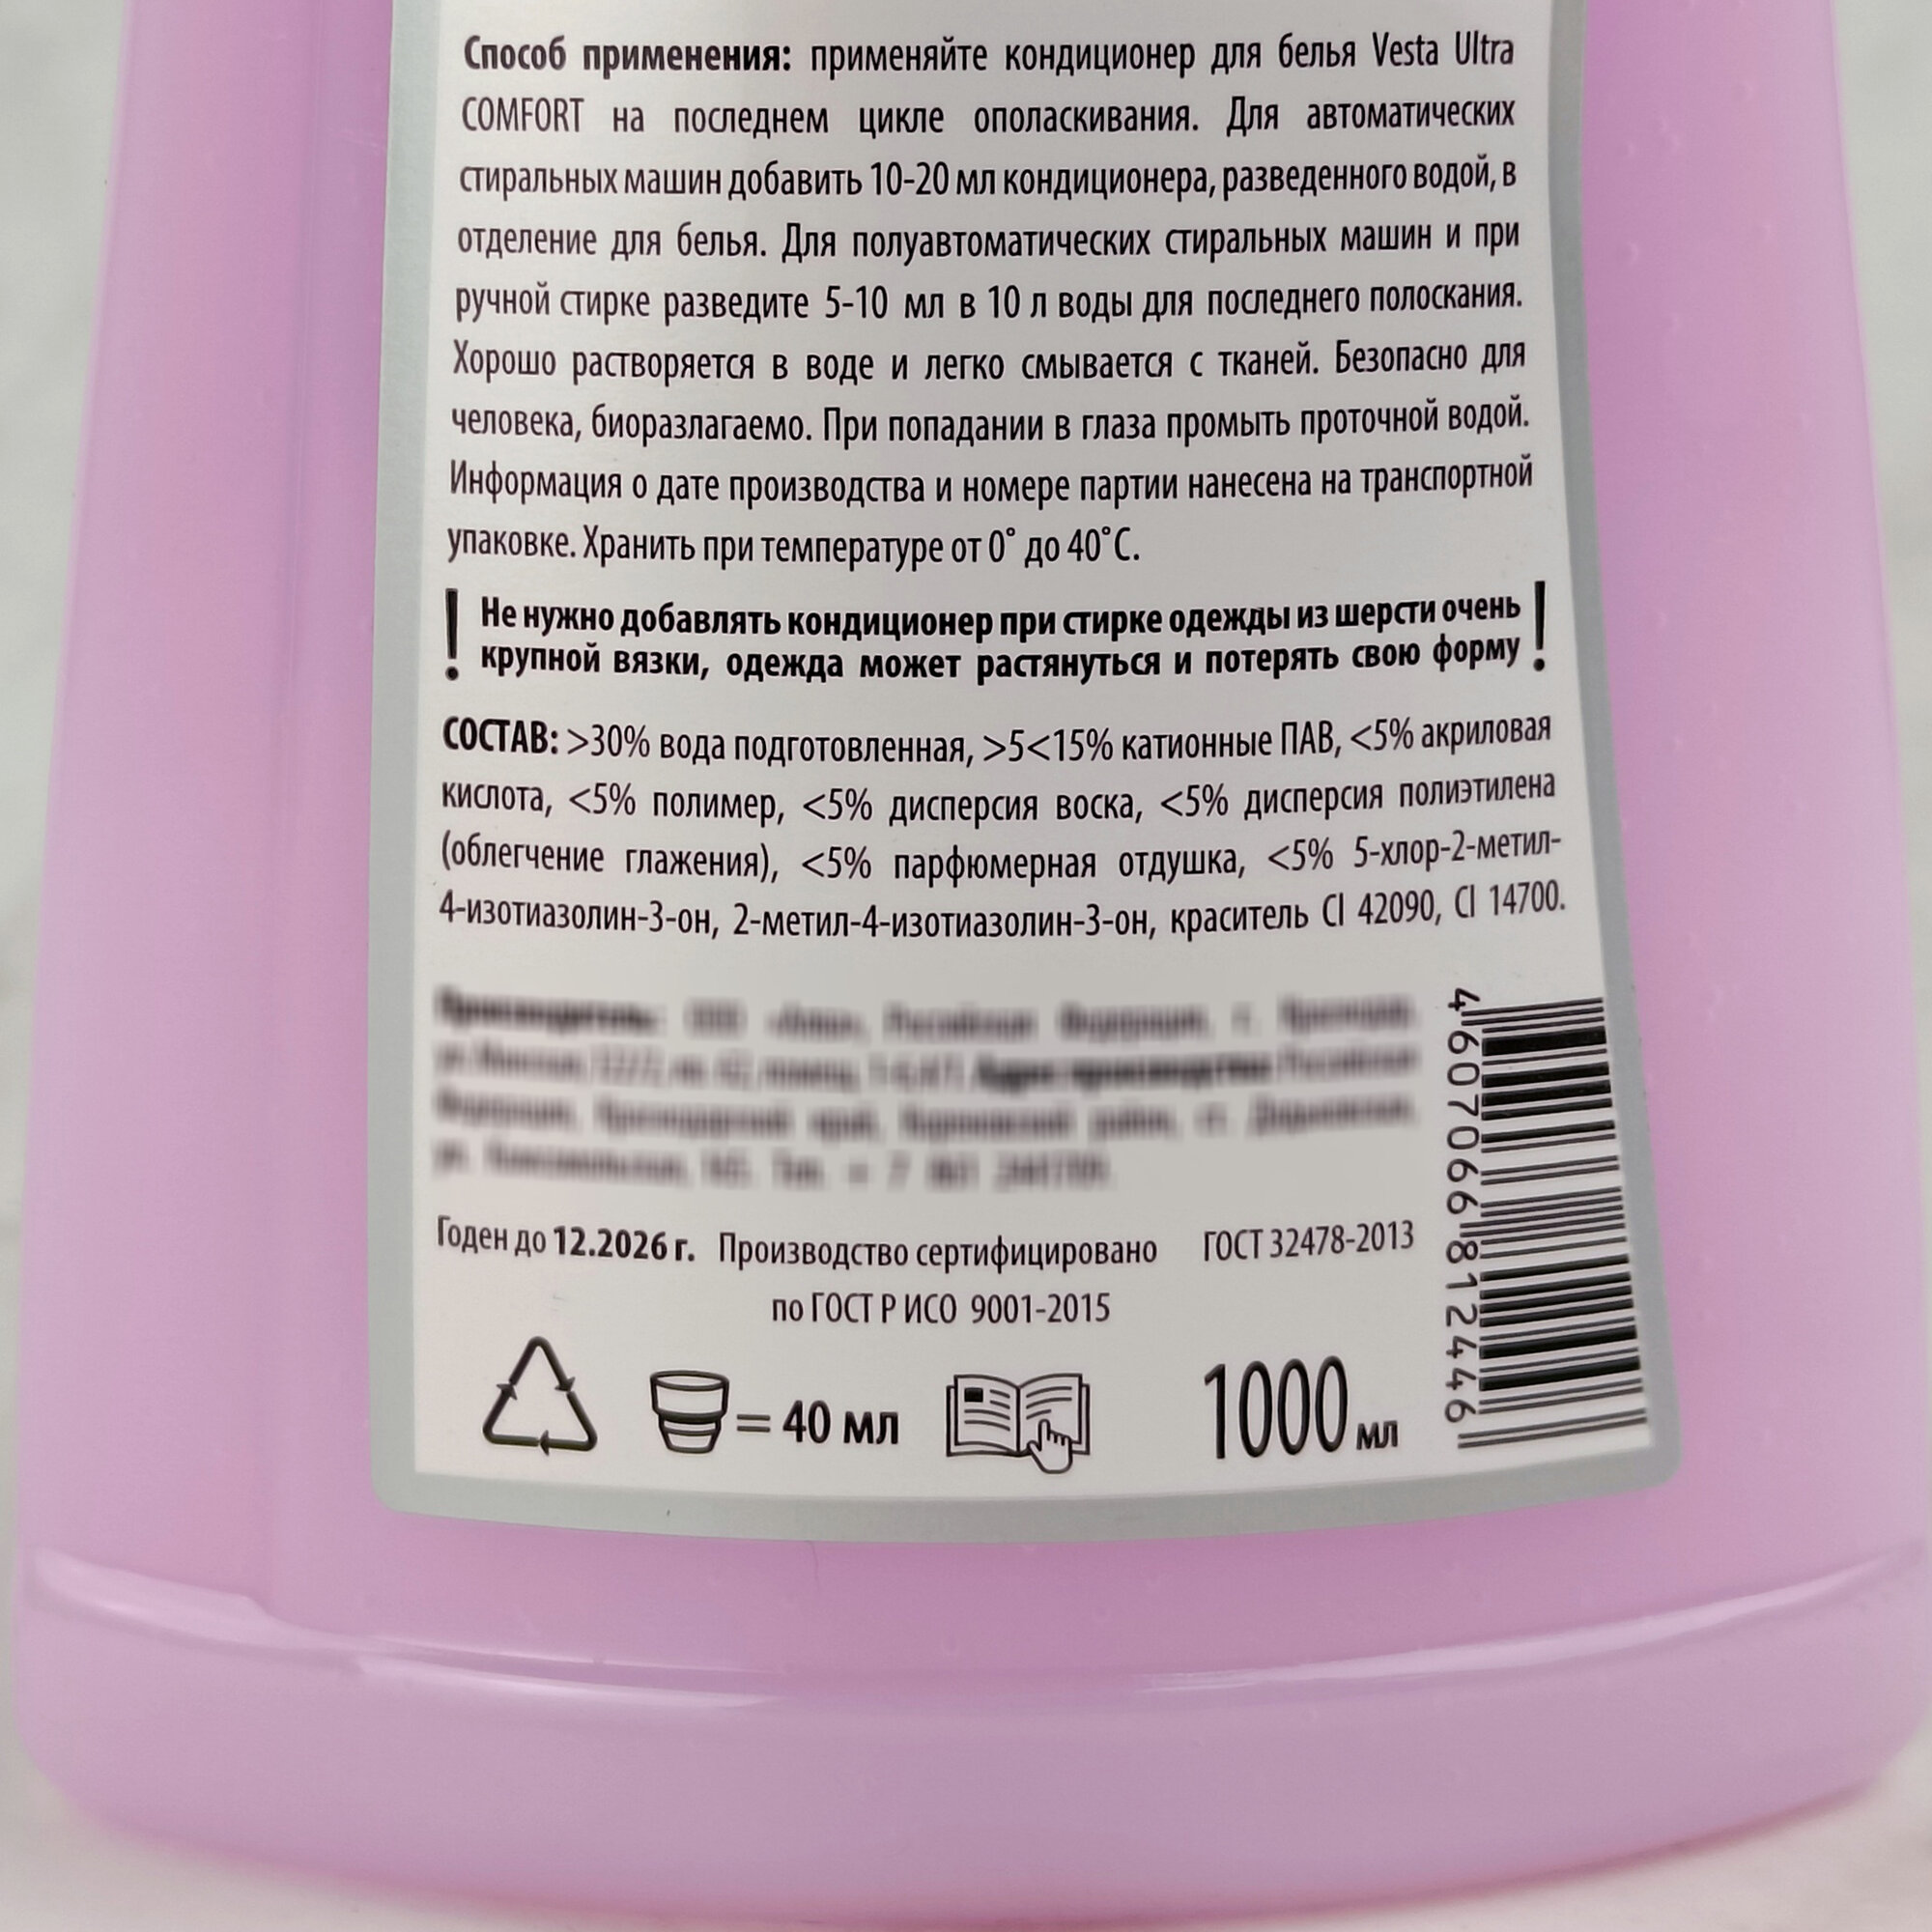 Способ применения: применяйте кондиционер для белья Vesta Ultra
COMFORT на последнем цикле ополаскивания. Для автоматических
стиральных машин добавить 10-20 мл кондиционера, разведенного водой, в
отделение для белья. Для полуавтоматических стиральных машин и при
ручной стирке разведите 5-10 мл в 10 л воды для последнего полоскания.
Хорошо растворяется в воде и легко смывается с тканей. Безопасно для
человека, биоразлагаемо. При попадании в глаза промыть проточной водой.
Информация о дате производства и номере партии нанесена на транспортной
упаковке. Хранить при температуре от 0˚ до 40˚С.
! Не нужно добавлять кондиционер при стирке одежды из шерсти очень !
крупной вязки, одежда может растянуться и потерять свою форму
СОСТАВ: >30% вода подготовленная, >5<15% катионные ПАВ, <5% акриловая
кислота, <5% полимер, <5% дисперсия воска, <5% дисперсия полиэтилена
(облегчение глажения), <5% парфюмерная отдушка, <5% 5-хлор-2-метил-
4-изотиазолин-3-он, 2-метил-4-изотиазолин-3-он, краситель CI 42090, CI 14700.
Годен до 12.2026 г. Производство сертифицировано ГОСТ 32478-2013
по ГОСТ Р ИСО 9001-2015
= 40 мл
1000 мл
4607066812446